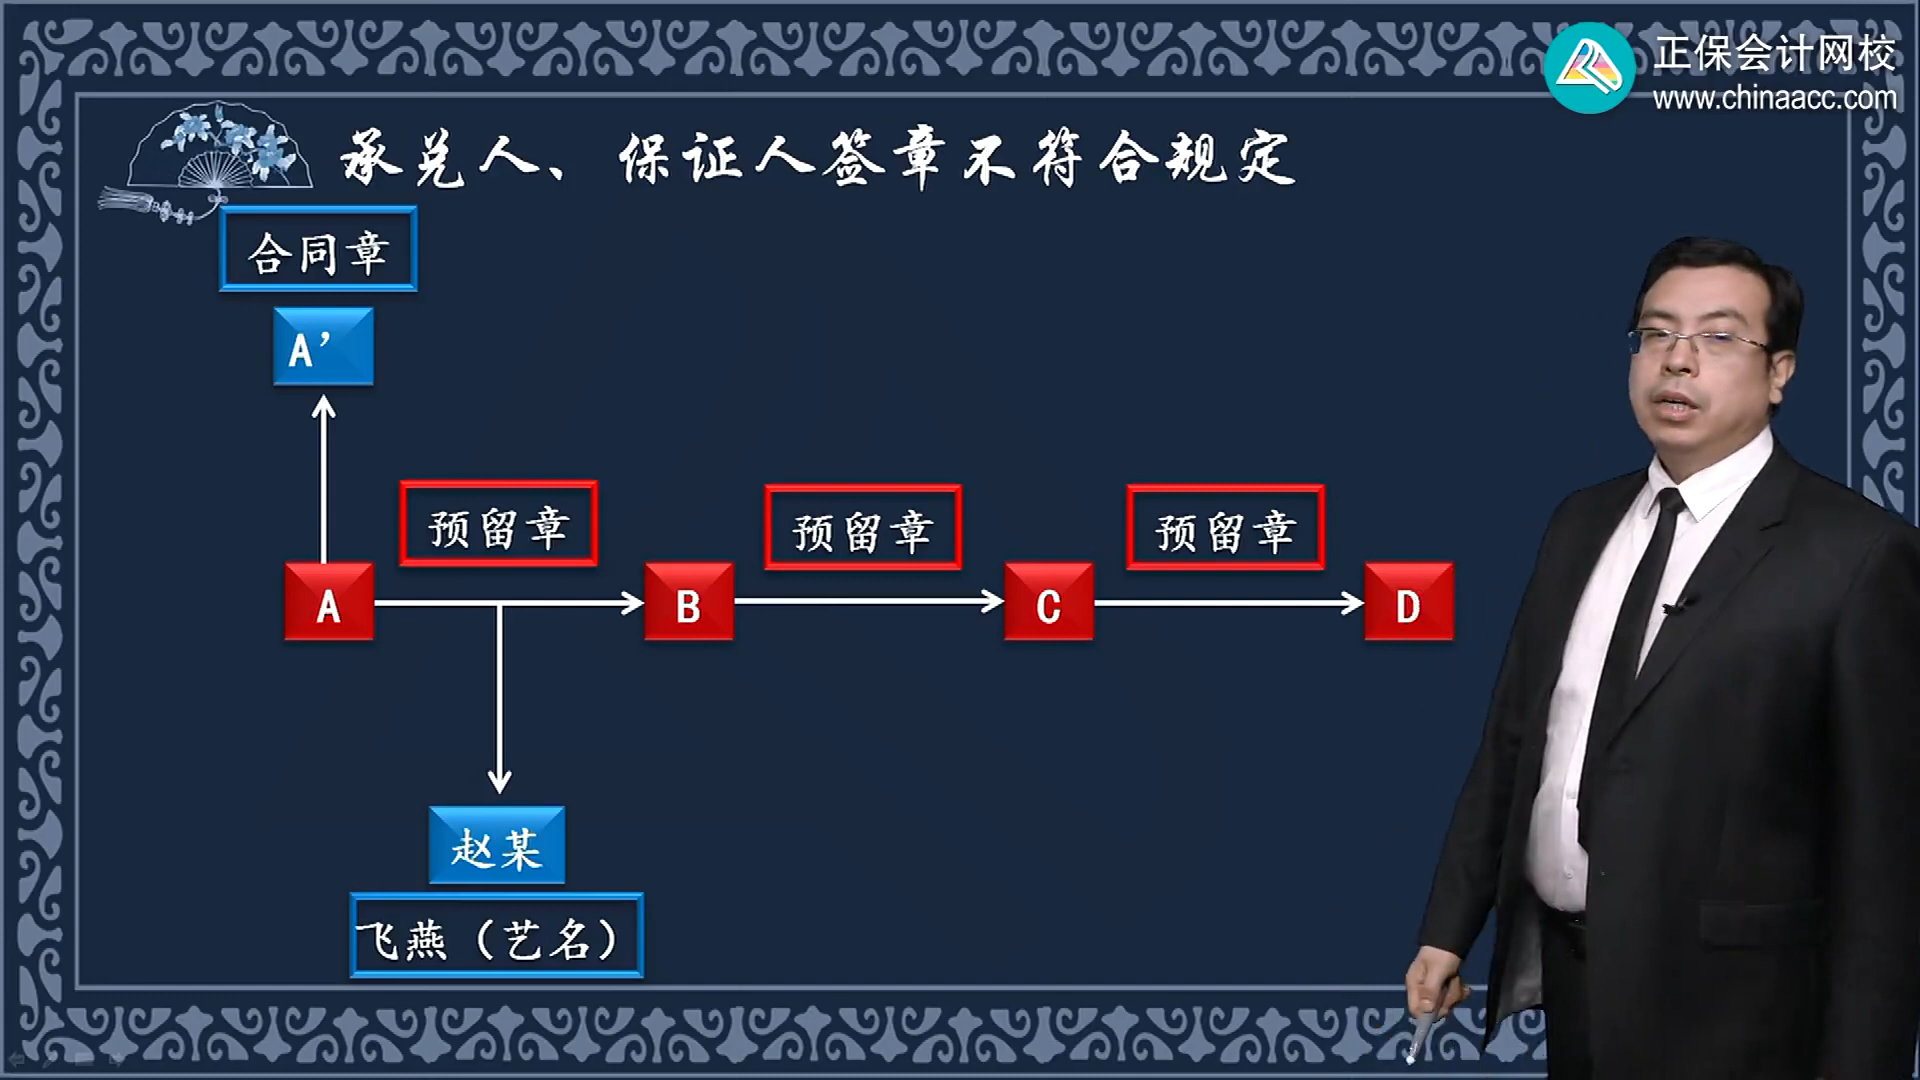 正保会计网校
www.chinaacc.com
承兑人、保证人签章不符合规定
合同章
A’
预留章
预留章
预留章
A
B
C
D
赵某
飞燕（艺名）